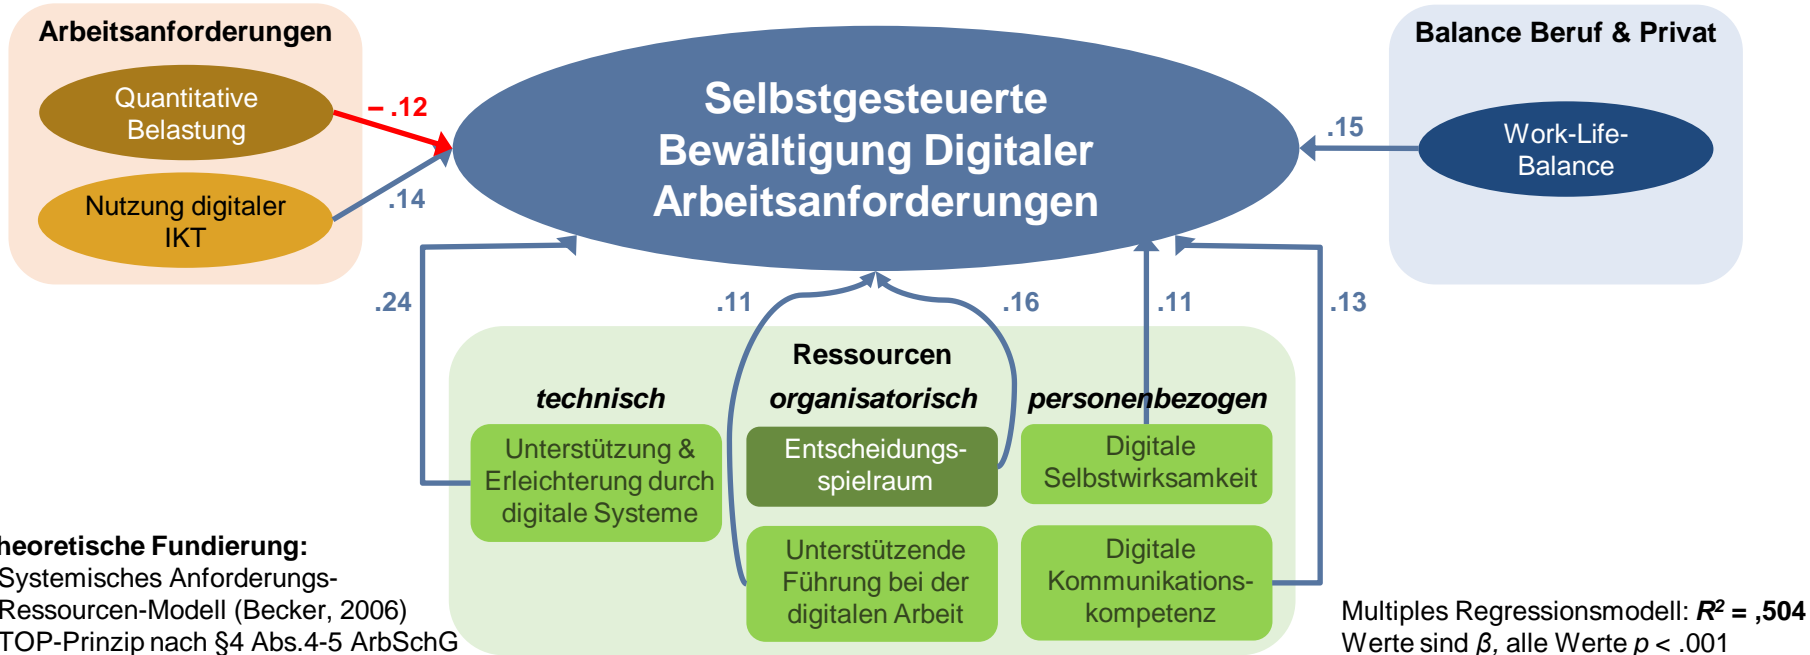 Arbeitsanforderungen
Quantitative
Belastung
Nutzung digitaler
IKT
– .12
.14
Selbstgesteuerte
Bewältigung Digitaler
Arbeitsanforderungen
Balance Beruf & Privat
.15
Work-Life-
Balance
.24
.11
.16
.11
.13
Ressourcen
technisch
organisatorisch
personenbezogen
Unterstützung &
Erleichterung durch
digitale Systeme
Entscheidungs-
spielraum
Digitale
Selbstwirksamkeit
Unterstützende
Führung bei der
digitalen Arbeit
Digitale
Kommunikations-
kompetenz
heoretische Fundierung:
Systemisches Anforderungs-
Ressourcen-Modell (Becker, 2006)
TOP-Prinzip nach §4 Abs.4-5 ArbSchG
Multiples Regressionsmodell: R² = ,504
Werte sind β, alle Werte p < .001